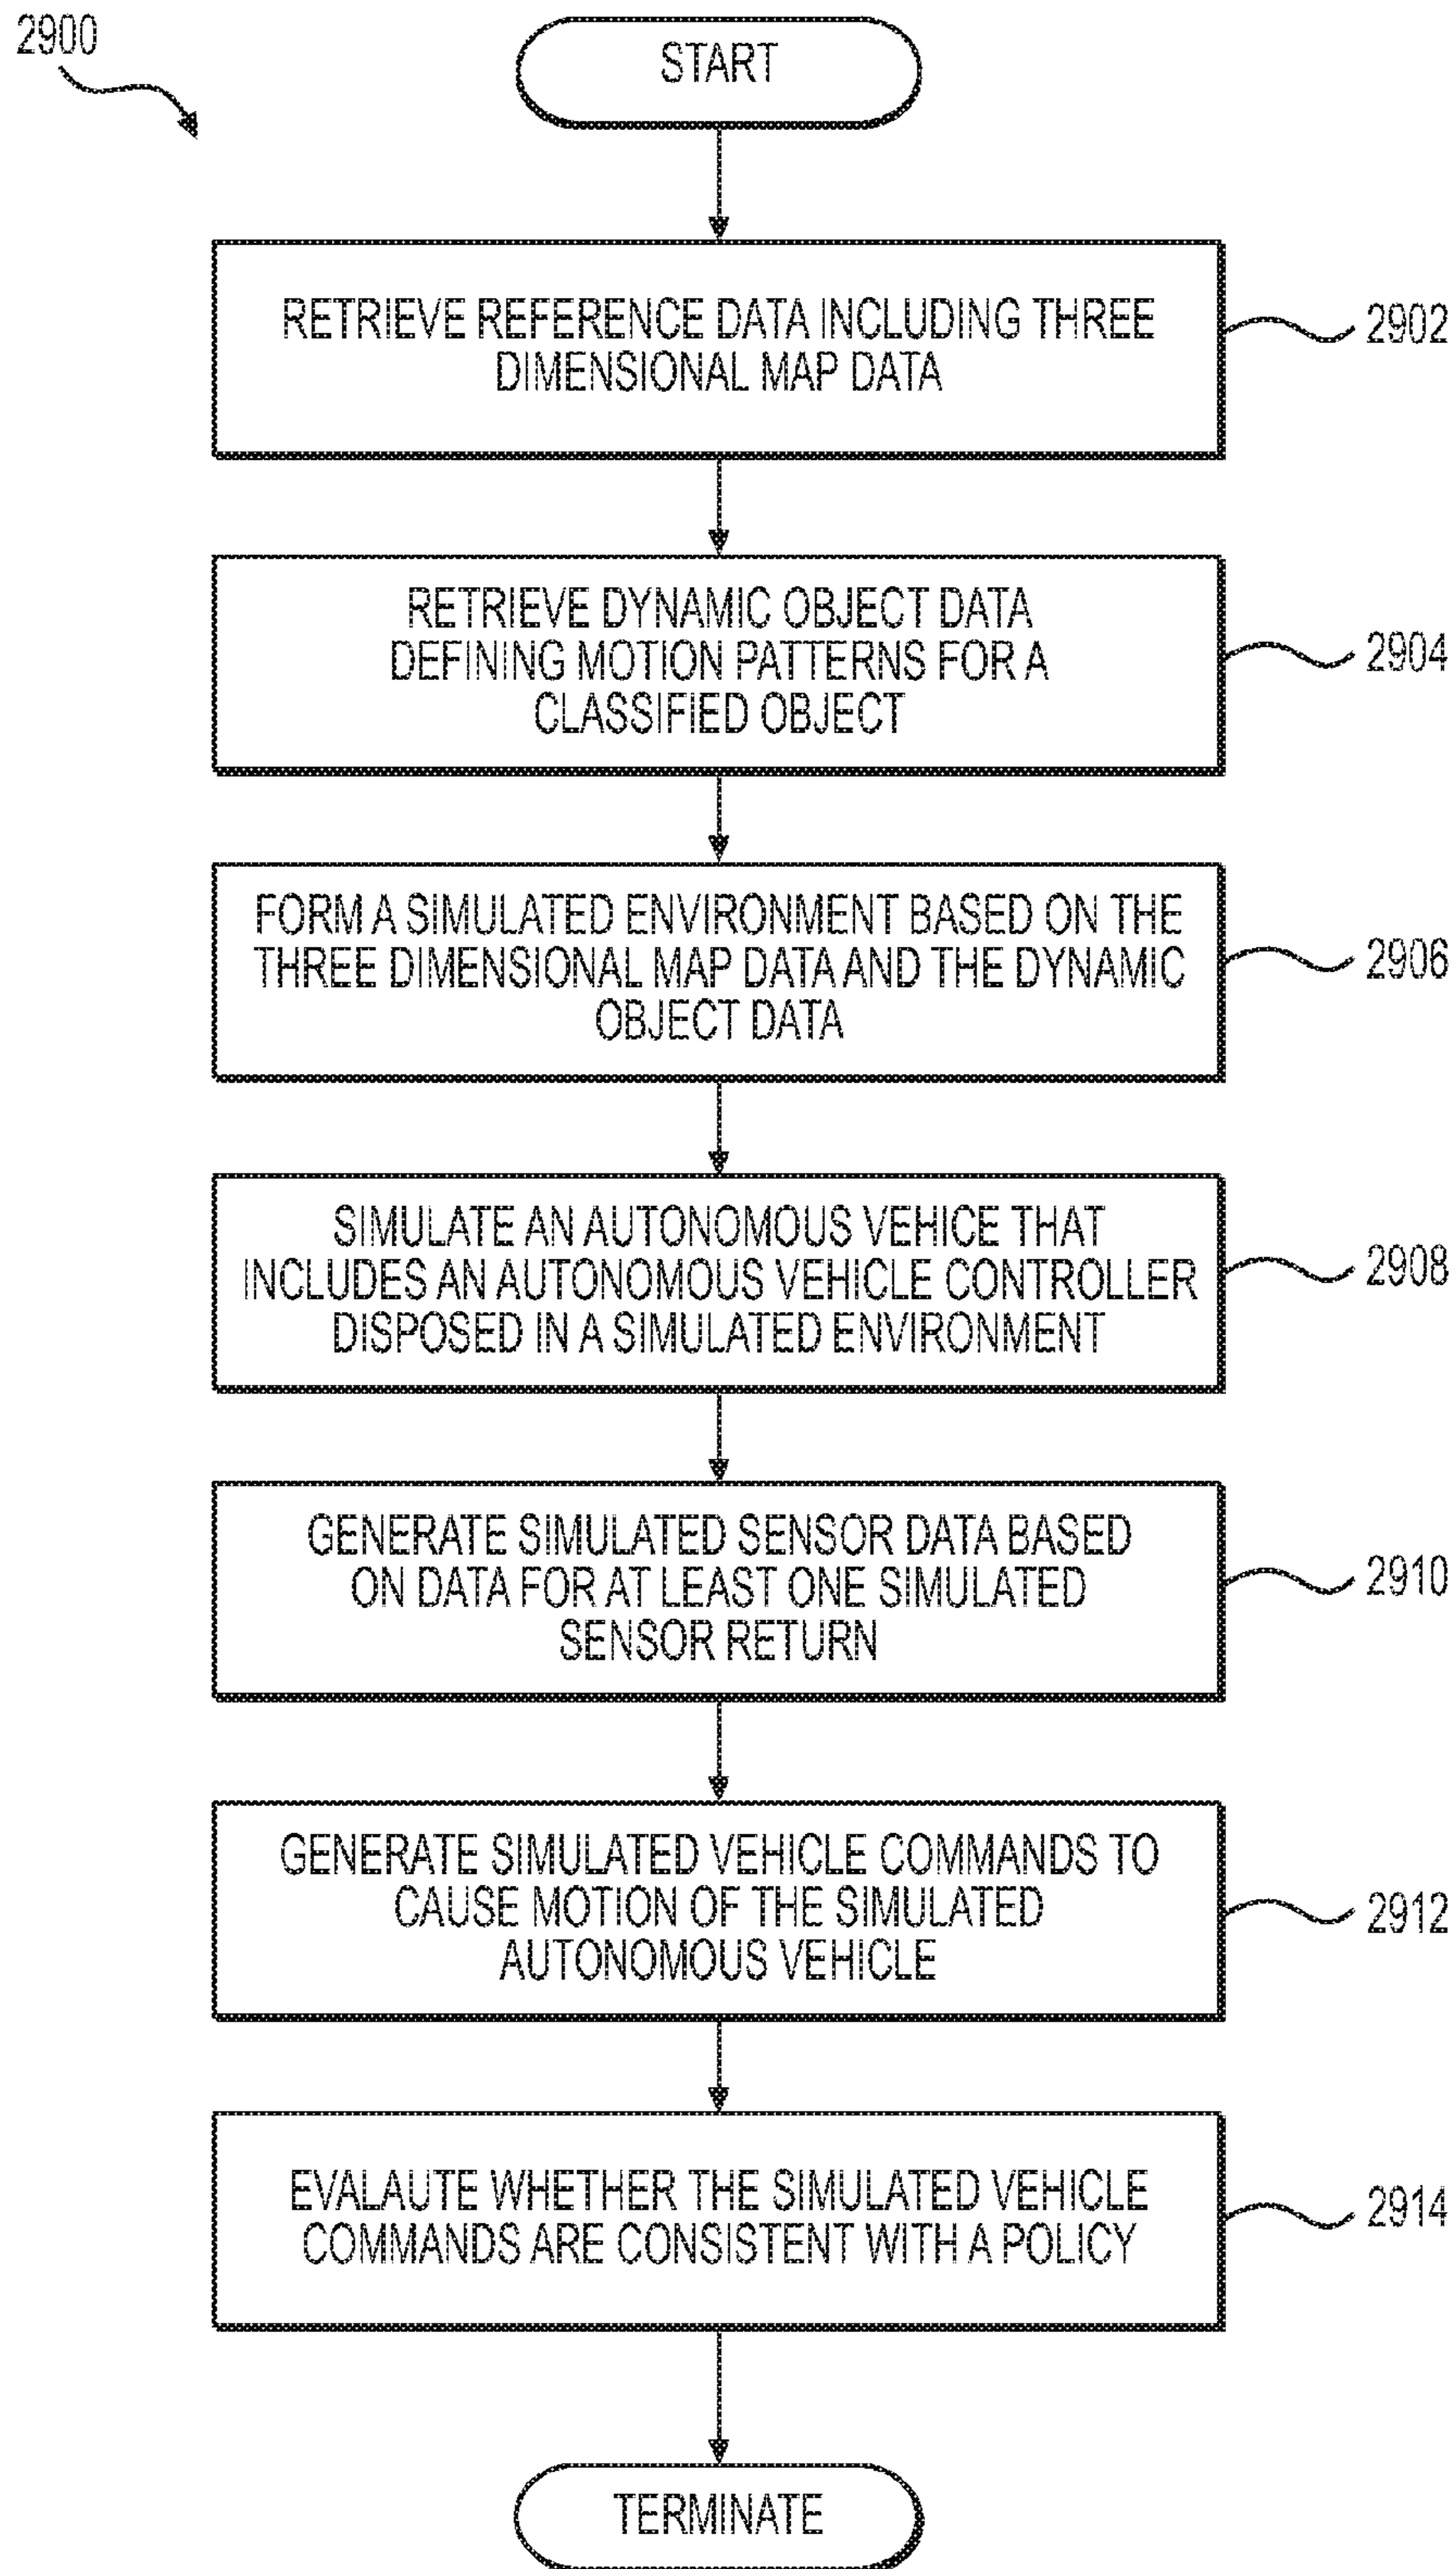 2900
START
RETRIEVE REFERENCE DATA INCLUDING THREE
DIMENSIONAL MAP DATA
2902
RETRIEVE DYNAMIC OBJECT DATA
DEFINING MOTION PATTERNS FOR A
CLASSIFIED OBJECT
2904
FORM A SIMULATED ENVIRONMENT BASED ON THE
THREE DIMENSIONAL MAP DATA AND THE DYNAMIC
OBJECT DATA
2906
SIMULATE AN AUTONOMOUS VEHICE THAT
INCLUDES AN AUTONOMOUS VEHICLE CONTROLLER
DISPOSED IN A SIMULATED ENVIRONMENT
2908
GENERATE SIMULATED SENSOR DATA BASED
ON DATA FOR AT LEAST ONE SIMULATED
SENSOR RETURN
2910
GENERATE SIMULATED VEHICLE COMMANDS TO
CAUSE MOTION OF THE SIMULATED
AUTONOMOUS VEHICLE
2912
EVALAUTE WHETHER THE SIMULATED VEHICLE
COMMANDS ARE CONSISTENT WITH A POLICY
2914
TERMINATE